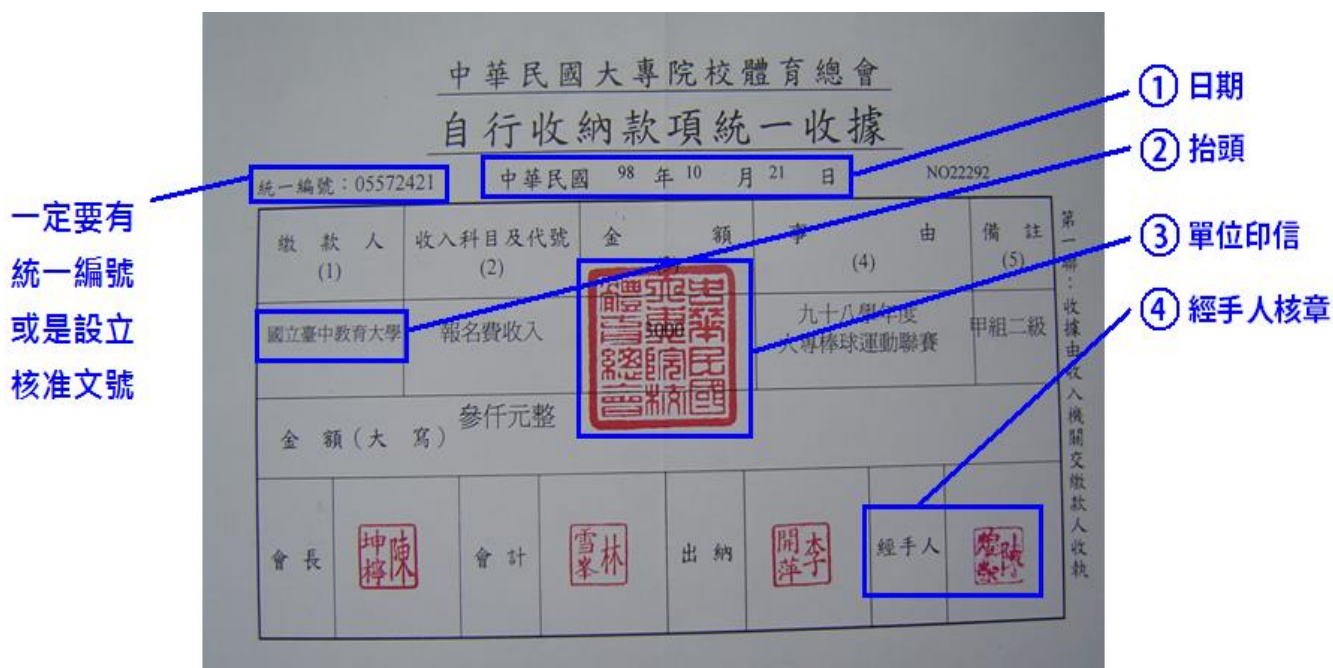 中華民國大專院校體育總會
自行收納款項統一收據
統一編號：05572421
中華民國 98 年 10 月 21 日
NO22292
繳款人 (1)
收入科目及代號 (2)
金額
事由 (4)
備註 (5)
國立臺中教育大學
報名費收入
九十八學年度
大專棒球運動聯賽
甲組二級
中華民國大專院校體育總會
金額（大寫）
參仟元整
會長
陳坤檸
會計
林雪峯
出納
李開萍
經手人
第一聯：收據由收入機關交繳款人收執
一定要有
統一編號
或是設立
核准文號
① 日期
② 抬頭
③ 單位印信
④ 經手人核章